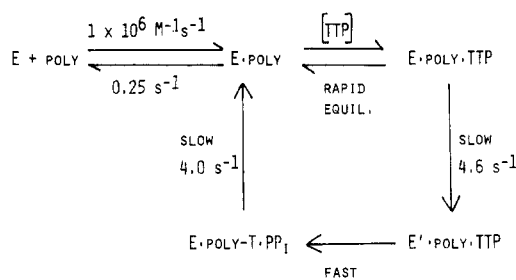 1 x 10⁶ M⁻¹s⁻¹
[TTP]
E + POLY
E·POLY
E·POLY·TTP
0.25 s⁻¹
RAPID
EQUIL.
SLOW
4.0 s⁻¹
SLOW
4.6 s⁻¹
E·POLY-T·PPI
E'·POLY·TTP
FAST